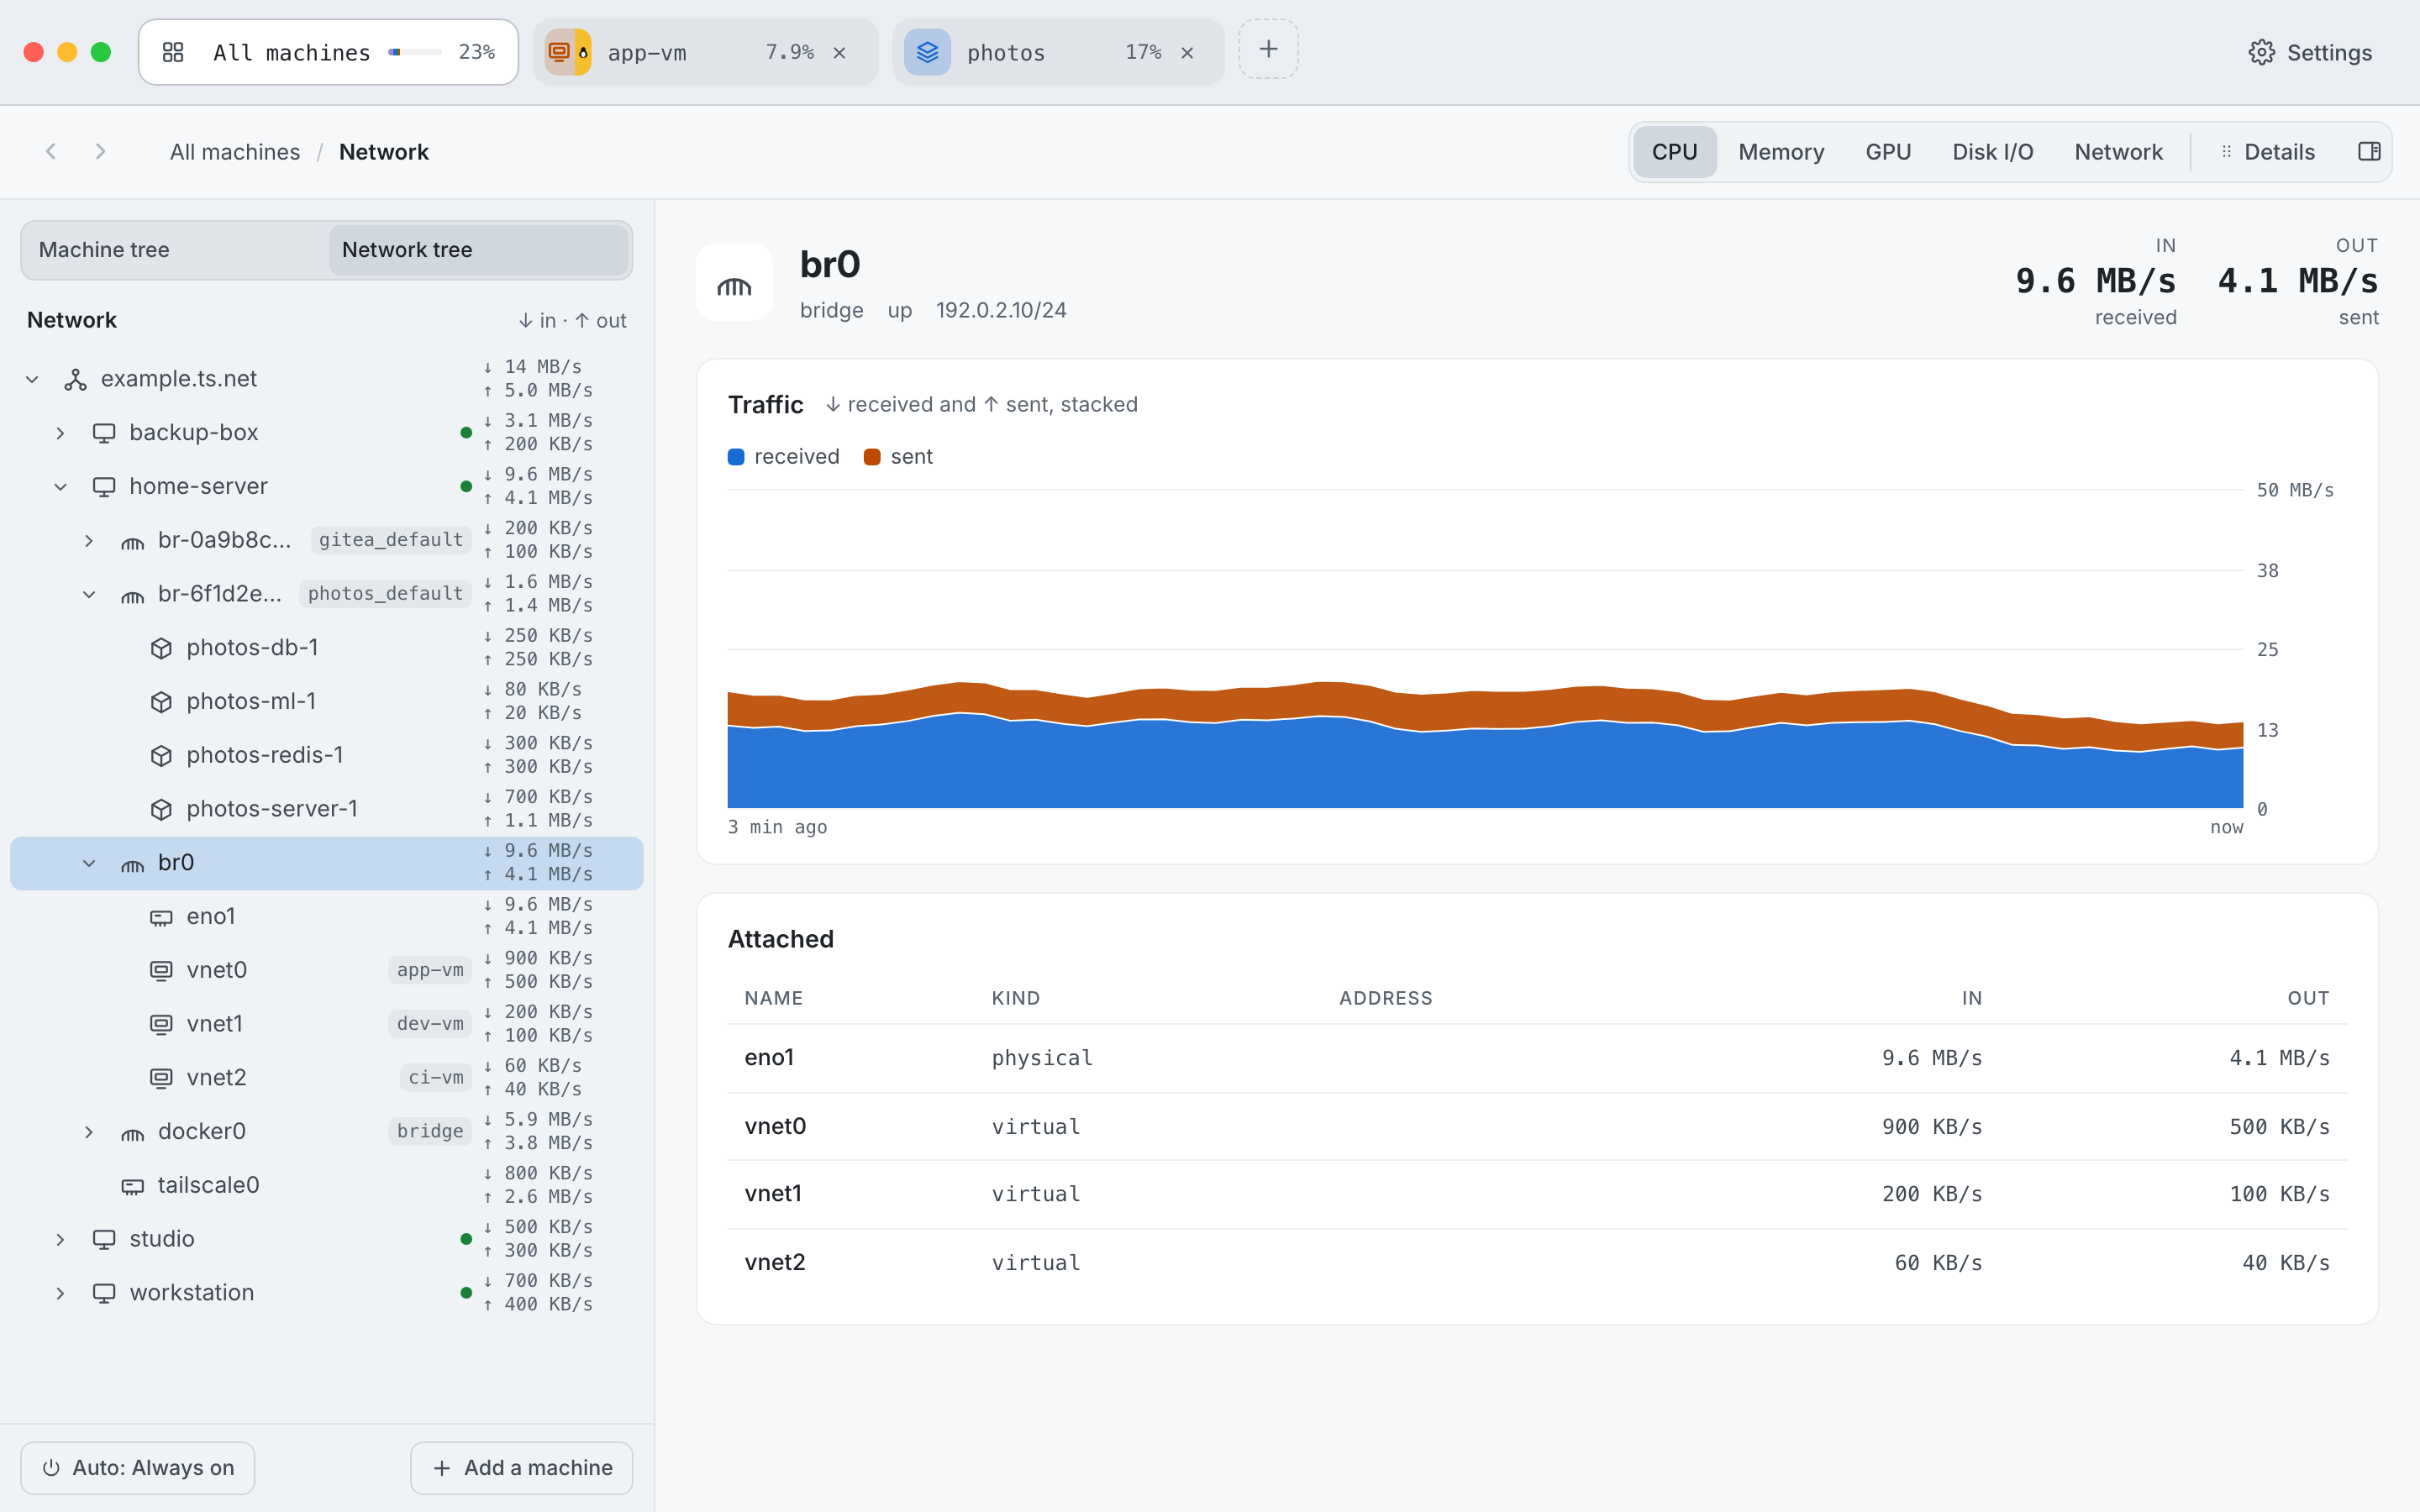 All machines 23%
app-vm 7.9% ×
photos 17% ×
+
Settings
All machines / Network
CPU Memory GPU Disk I/O Network Details
Machine tree Network tree
Network ↓ in · ↑ out
example.ts.net ↓ 14 MB/s
↑ 5.0 MB/s
backup-box ↓ 3.1 MB/s
↑ 200 KB/s
home-server ↓ 9.6 MB/s
↑ 4.1 MB/s
br-0a9b8c... gitea_default ↓ 200 KB/s
↑ 100 KB/s
br-6f1d2e... photos_default ↓ 1.6 MB/s
↑ 1.4 MB/s
photos-db-1 ↓ 250 KB/s
↑ 250 KB/s
photos-ml-1 ↓ 80 KB/s
↑ 20 KB/s
photos-redis-1 ↓ 300 KB/s
↑ 300 KB/s
photos-server-1 ↓ 700 KB/s
↑ 1.1 MB/s
br0 ↓ 9.6 MB/s
↑ 4.1 MB/s
eno1 ↓ 9.6 MB/s
↑ 4.1 MB/s
vnet0 app-vm ↓ 900 KB/s
↑ 500 KB/s
vnet1 dev-vm ↓ 200 KB/s
↑ 100 KB/s
vnet2 ci-vm ↓ 60 KB/s
↑ 40 KB/s
docker0 bridge ↓ 5.9 MB/s
↑ 3.8 MB/s
tailscale0 ↓ 800 KB/s
↑ 2.6 MB/s
studio ↓ 500 KB/s
↑ 300 KB/s
workstation ↓ 700 KB/s
↑ 400 KB/s
Auto: Always on
+ Add a machine
br0
bridge up 192.0.2.10/24
IN OUT
9.6 MB/s 4.1 MB/s
received sent
Traffic ↓ received and ↑ sent, stacked
received sent
50 MB/s
38
25
13
0
3 min ago now
Attached
NAME KIND ADDRESS IN OUT
eno1 physical 9.6 MB/s 4.1 MB/s
vnet0 virtual 900 KB/s 500 KB/s
vnet1 virtual 200 KB/s 100 KB/s
vnet2 virtual 60 KB/s 40 KB/s